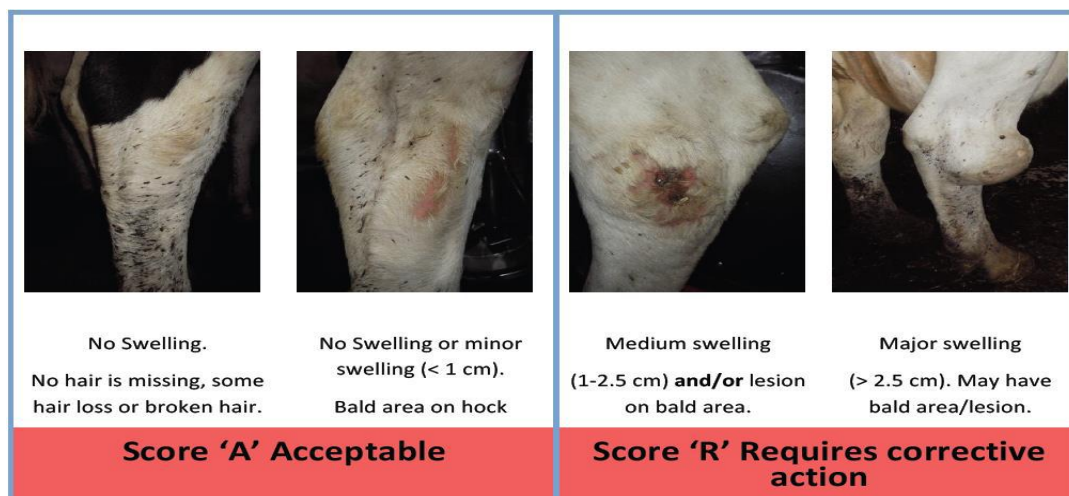 No Swelling.
No hair is missing, some
hair loss or broken hair.
No Swelling or minor
swelling (< 1 cm).
Bald area on hock
Score ‘A’ Acceptable
Medium swelling
(1-2.5 cm) and/or lesion
on bald area.
Major swelling
(> 2.5 cm). May have
bald area/lesion.
Score ‘R’ Requires corrective
action